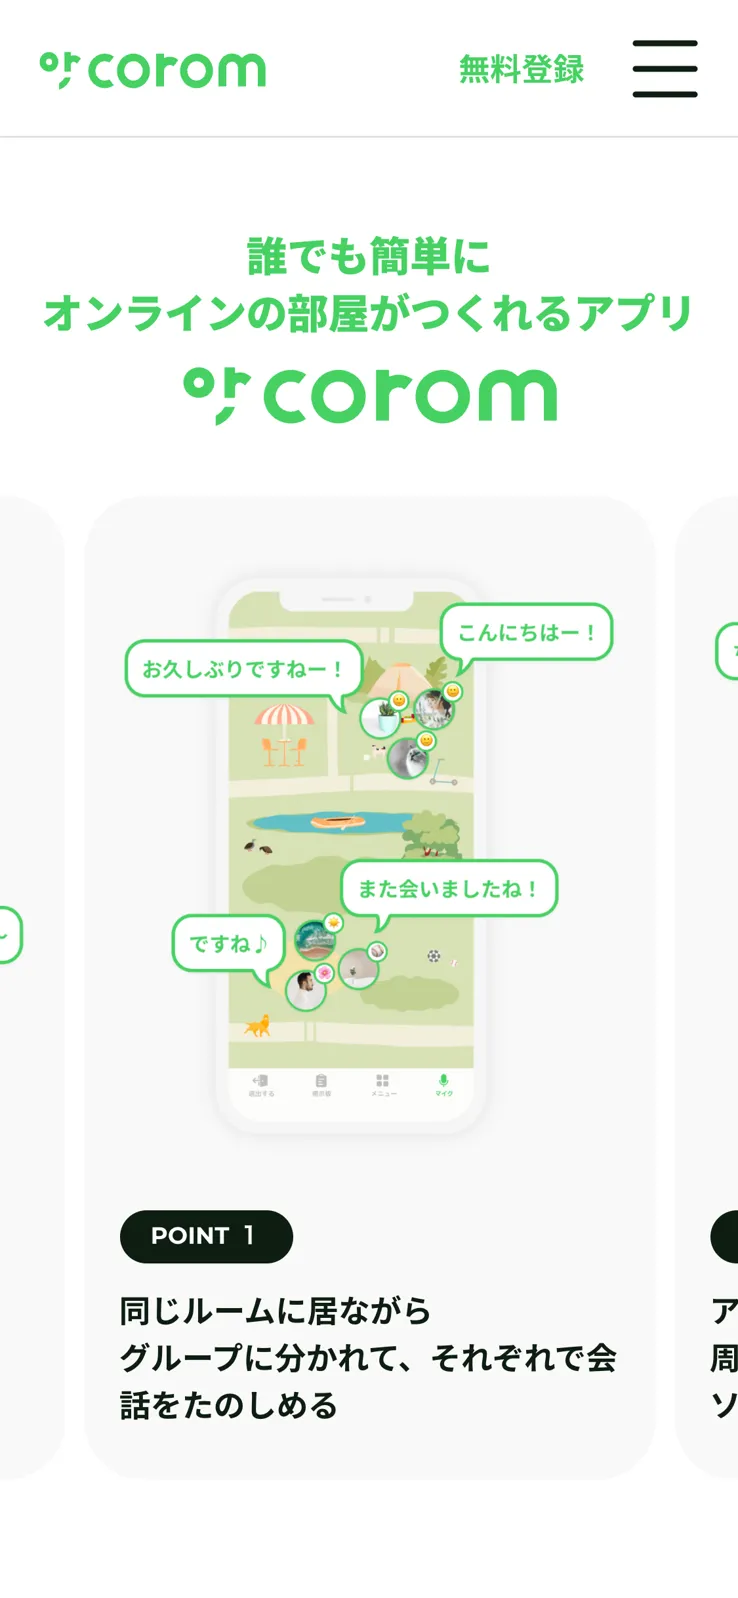 corom
無料登録
誰でも簡単に
オンラインの部屋がつくれるアプリ
corom
こんにちはー！
お久しぶりですねー！
また会いましたね！
ですね♪
退出する
掲示板
メニュー
マイク
POINT 1
同じルームに居ながら
グループに分かれて、それぞれで会
話をたのしめる
ア
周
ソ